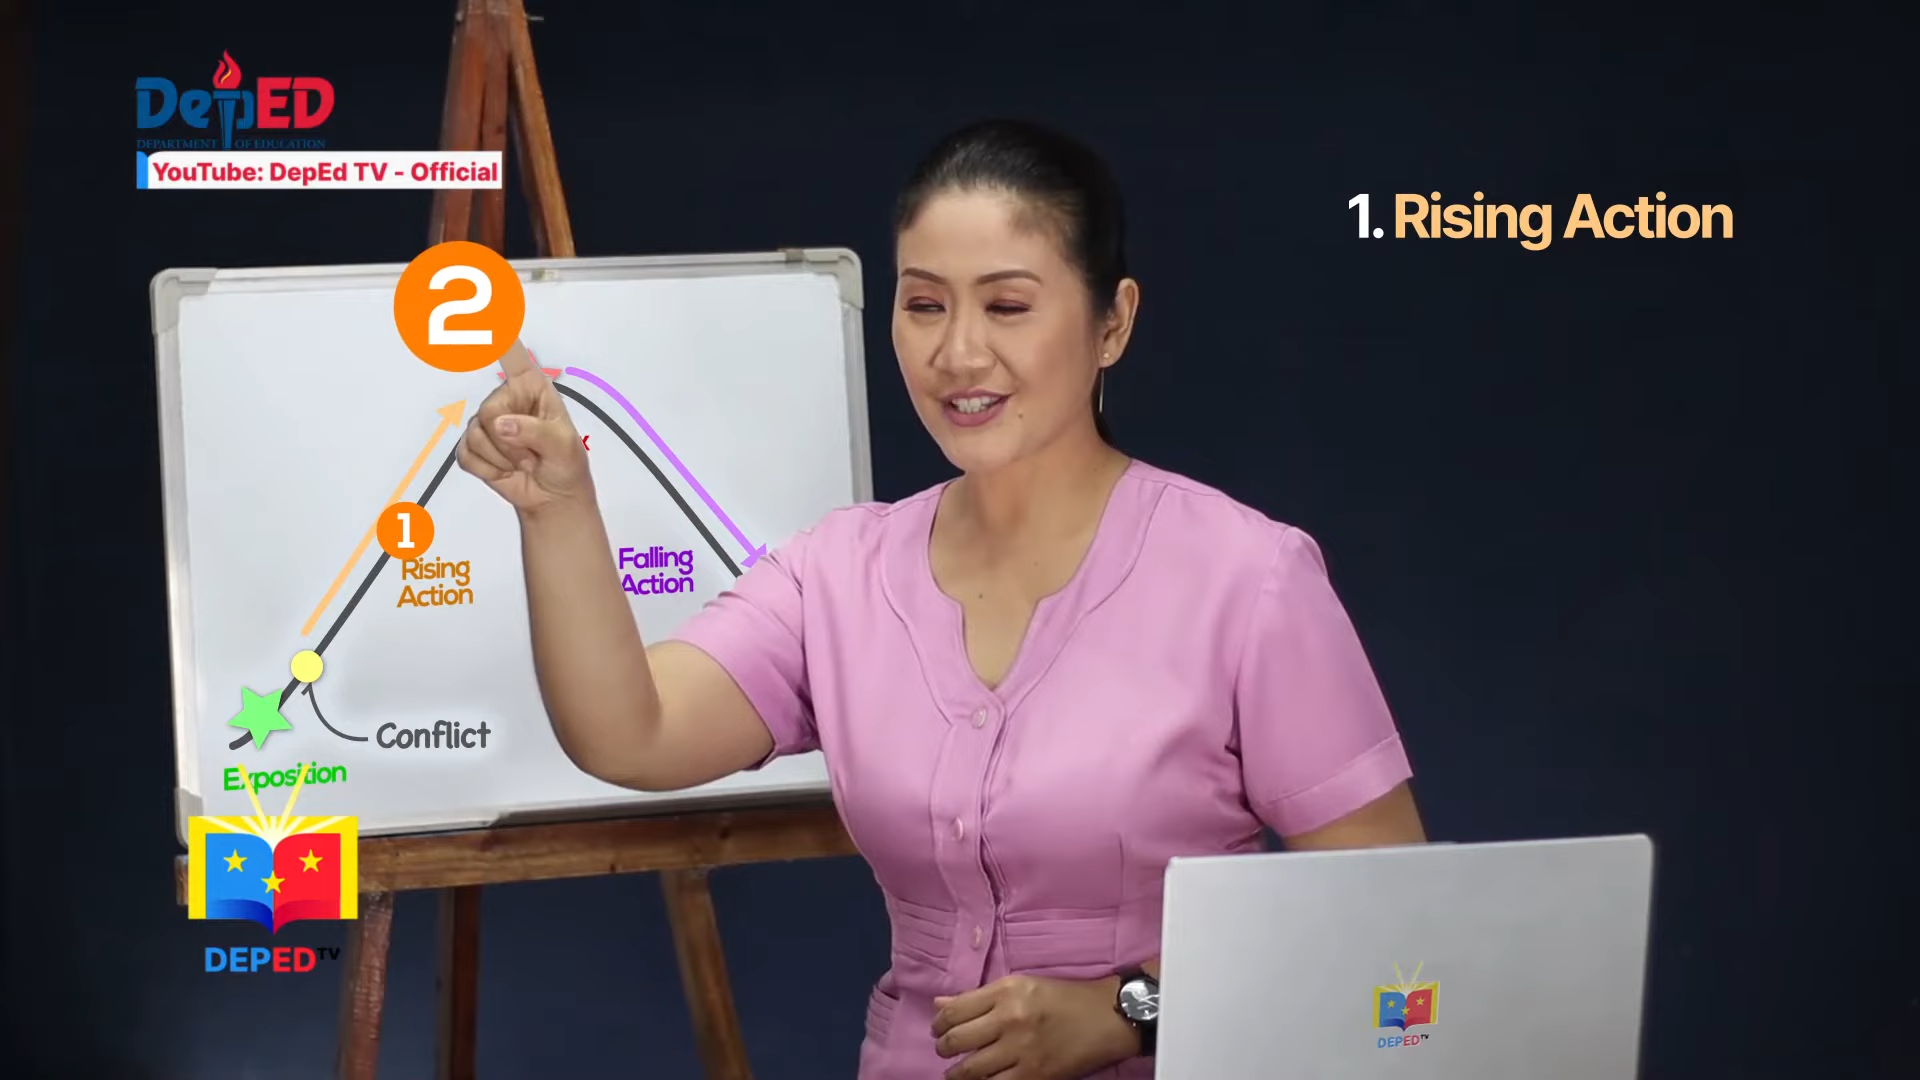 DepED
DEPARTMENT OF EDUCATION
YouTube: DepEd TV - Official
1. Rising Action
2
x
1
Rising
Action
Falling
Action
Conflict
Exposition
DEPED TV
DEPED TV